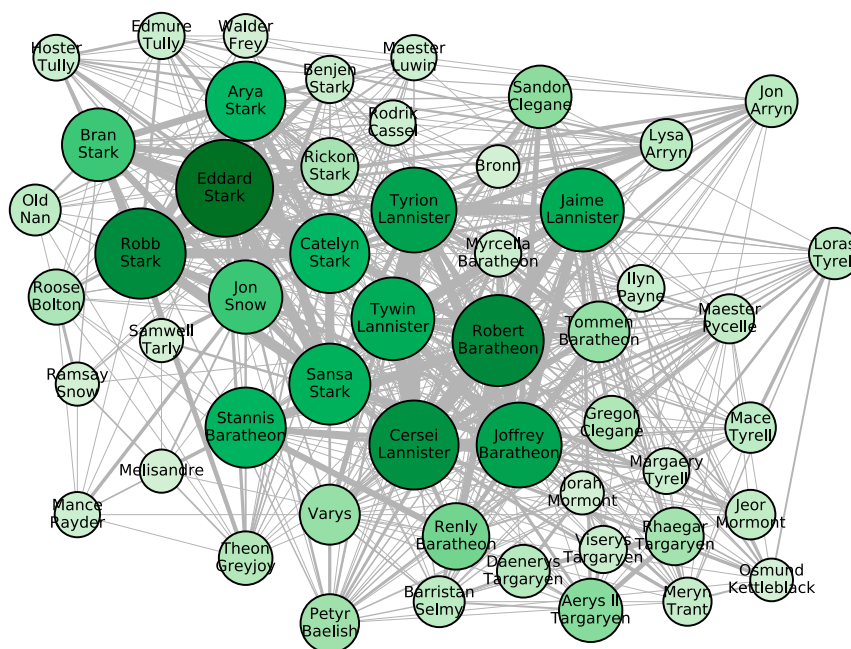 Edmure
Tully
Walder
Frey
Hoster
Tully
Maester
Luwin
Benjen
Stark
Arya
Stark
Sandor
Clegane
Jon
Arryn
Rodrik
Cassel
Bran
Stark
Lysa
Arryn
Rickon
Stark
Bronn
Eddard
Stark
Old
Nan
Tyrion
Lannister
Jaime
Lannister
Robb
Stark
Catelyn
Stark
Myrcella
Baratheon
Loras
Tyrell
Roose
Bolton
Jon
Snow
Illyn
Payne
Tywin
Lannister
Maester
Pycelle
Samwell
Tarly
Robert
Baratheon
Tommen
Baratheon
Ramsay
Snow
Sansa
Stark
Stannis
Baratheon
Gregor
Clegane
Mace
Tyrell
Cersei
Lannister
Joffrey
Baratheon
Melisandre
Margaery
Tyrell
Jorah
Mormont
Mance
Rayder
Varys
Jeor
Mormont
Renly
Baratheon
Rhaegar
Targaryen
Viserys
Targaryen
Theon
Greyjoy
Daenerys
Targaryen
Osmund
Kettleblack
Barristan
Selmy
Meryn
Trant
Aerys II
Targaryen
Petyr
Baelish